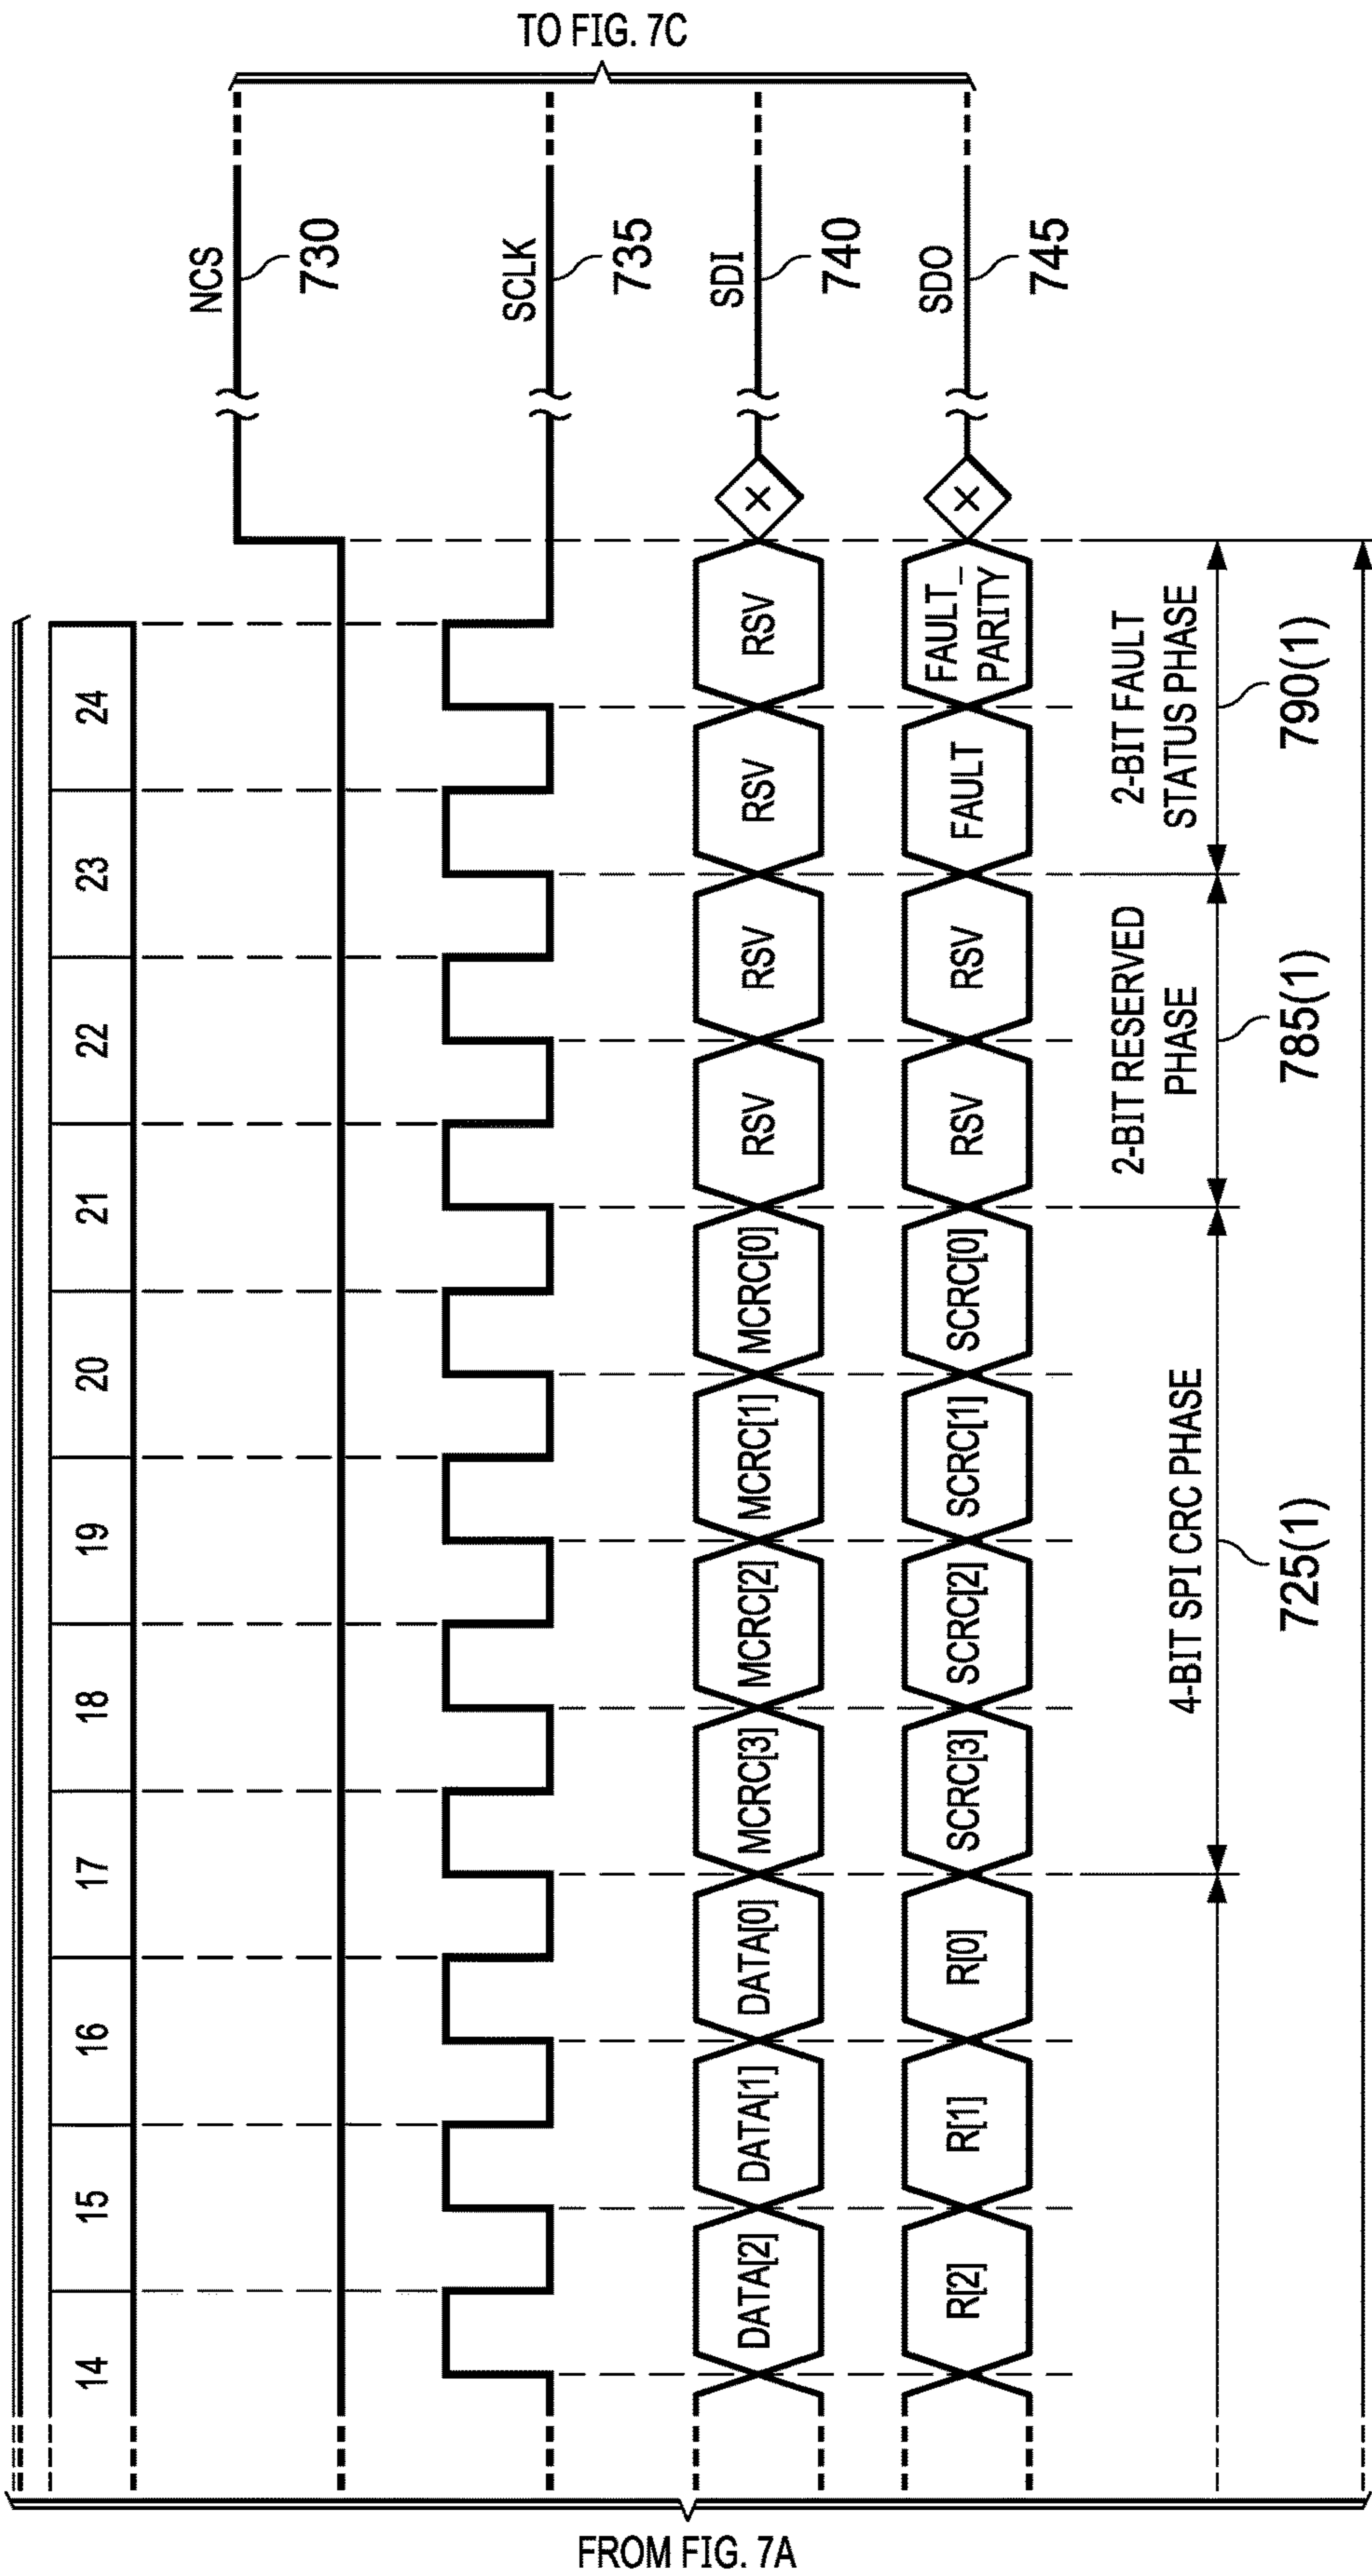 TO FIG. 7C
14 15 16 17 18 19 20 21 22 23 24
NCS
730
SCLK
735
DATA[2] DATA[1] DATA[0] MCRC[3] MCRC[2] MCRC[1] MCRC[0] RSV RSV RSV RSV X
SDI
740
R[2] R[1] R[0] SCRC[3] SCRC[2] SCRC[1] SCRC[0] RSV RSV FAULT
FAULT_
PARITY
X
SDO
745
4-BIT SPI CRC PHASE
725(1)
2-BIT RESERVED
PHASE
785(1)
2-BIT FAULT
STATUS PHASE
790(1)
FROM FIG. 7A